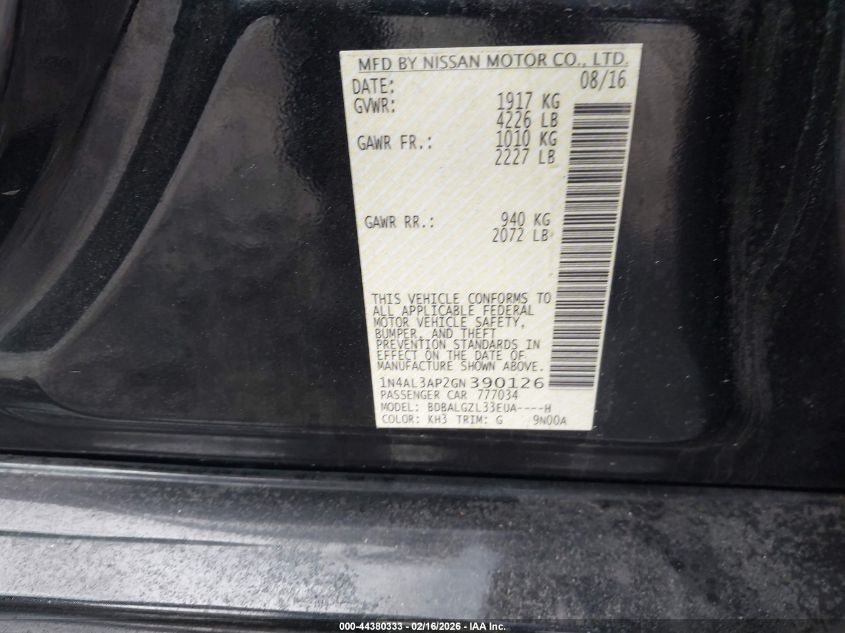 MFD BY NISSAN MOTOR CO., LTD.
DATE: 08/16
GVWR: 1917 KG
4226 LB
GAWR FR.: 1010 KG
2227 LB
GAWR RR.: 940 KG
2072 LB
THIS VEHICLE CONFORMS TO
ALL APPLICABLE FEDERAL
MOTOR VEHICLE SAFETY,
BUMPER, AND THEFT
PREVENTION STANDARDS IN
EFFECT ON THE DATE OF
MANUFACTURE SHOWN ABOVE.
1N4AL3AP2GN390126
PASSENGER CAR 777034
MODEL: BDBALGZL33EUA----H
COLOR: KH3 TRIM: G 9N00A
000-44380333 - 02/16/2026 - IAA Inc.